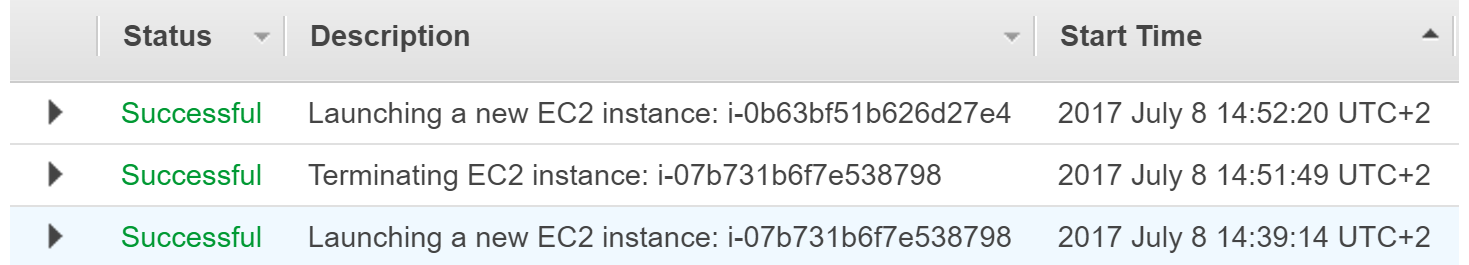 Status Description Start Time
Successful Launching a new EC2 instance: i-0b63bf51b626d27e4 2017 July 8 14:52:20 UTC+2
Successful Terminating EC2 instance: i-07b731b6f7e538798 2017 July 8 14:51:49 UTC+2
Successful Launching a new EC2 instance: i-07b731b6f7e538798 2017 July 8 14:39:14 UTC+2